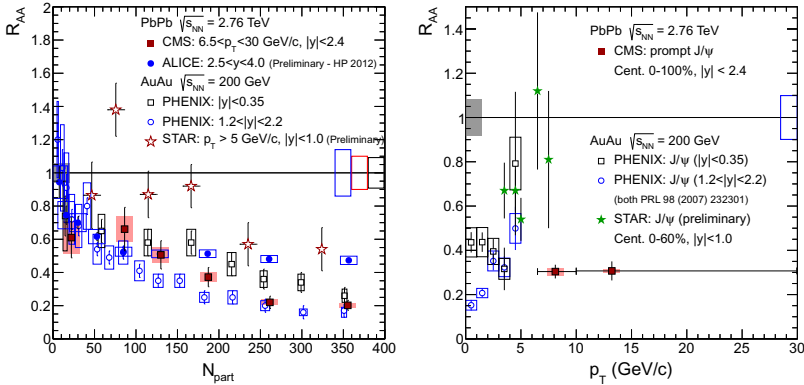 R_AA
2
1.8
1.6
1.4
1.2
1
0.8
0.6
0.4
0.2
0
PbPb √s_NN = 2.76 TeV
CMS: 6.5<p_T<30 GeV/c, |y|<2.4
ALICE: 2.5<y<4.0 (Preliminary - HP 2012)
AuAu √s_NN = 200 GeV
PHENIX: |y|<0.35
PHENIX: 1.2<|y|<2.2
STAR: p_T > 5 GeV/c, |y|<1.0 (Preliminary)
0 50 100 150 200 250 300 350 400
N_part
R_AA
1.4
1.2
1
0.8
0.6
0.4
0.2
0
PbPb √s_NN = 2.76 TeV
CMS: prompt J/ψ
Cent. 0-100%, |y| < 2.4
AuAu √s_NN = 200 GeV
PHENIX: J/ψ (|y|<0.35)
PHENIX: J/ψ (1.2<|y|<2.2)
(both PRL 98 (2007) 232301)
STAR: J/ψ (preliminary)
Cent. 0-60%, |y|<1.0
0 5 10 15 20 25 30
p_T (GeV/c)